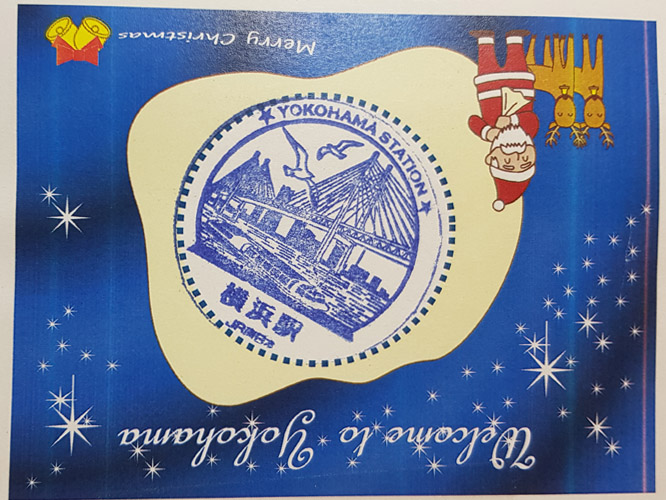 Welcome to Yokohama
★ YOKOHAMA STATION ★
横浜駅
Merry Christmas